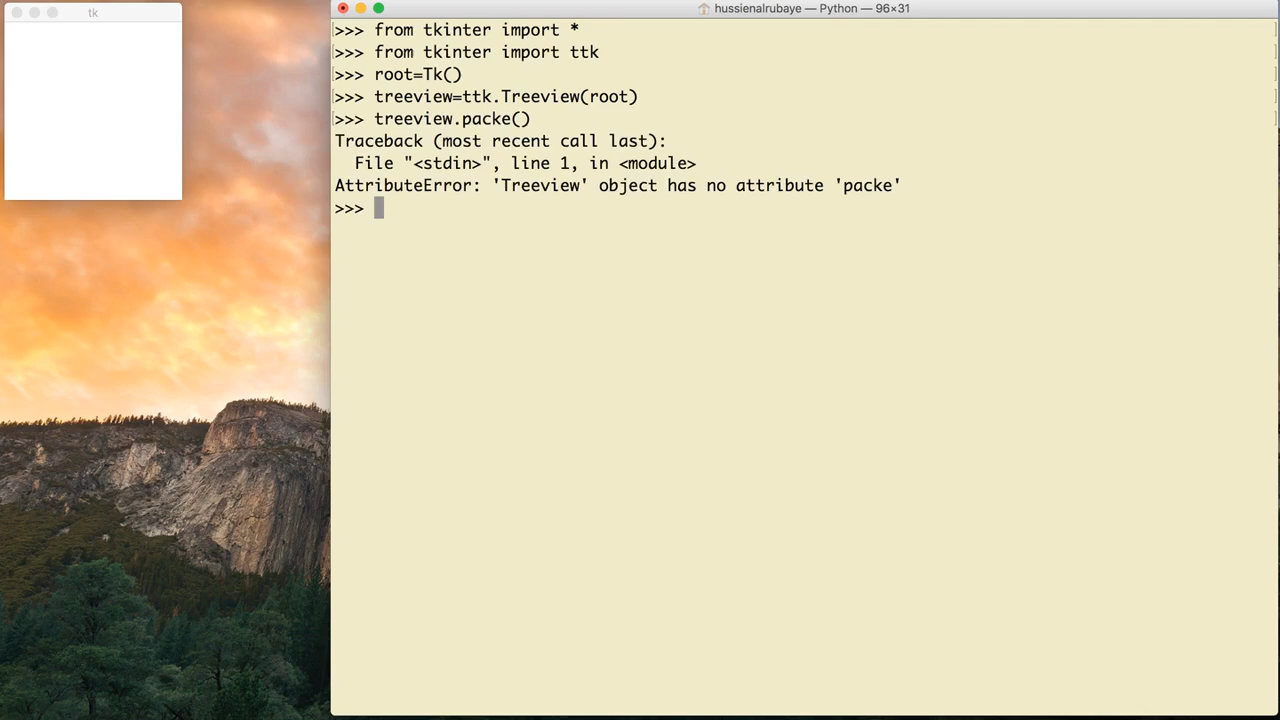 tk
hussienalrubaye — Python — 96×31
>>> from tkinter import *
>>> from tkinter import ttk
>>> root=Tk()
>>> treeview=ttk.Treeview(root)
>>> treeview.packe()
Traceback (most recent call last):
  File "<stdin>", line 1, in <module>
AttributeError: 'Treeview' object has no attribute 'packe'
>>>